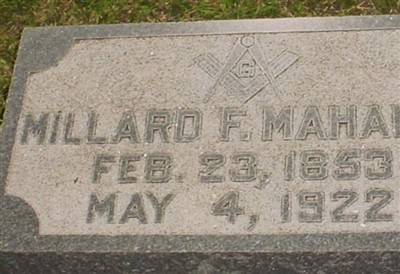 G
MILLARD F. MAHA
FEB. 23, 1853
MAY 4, 1922